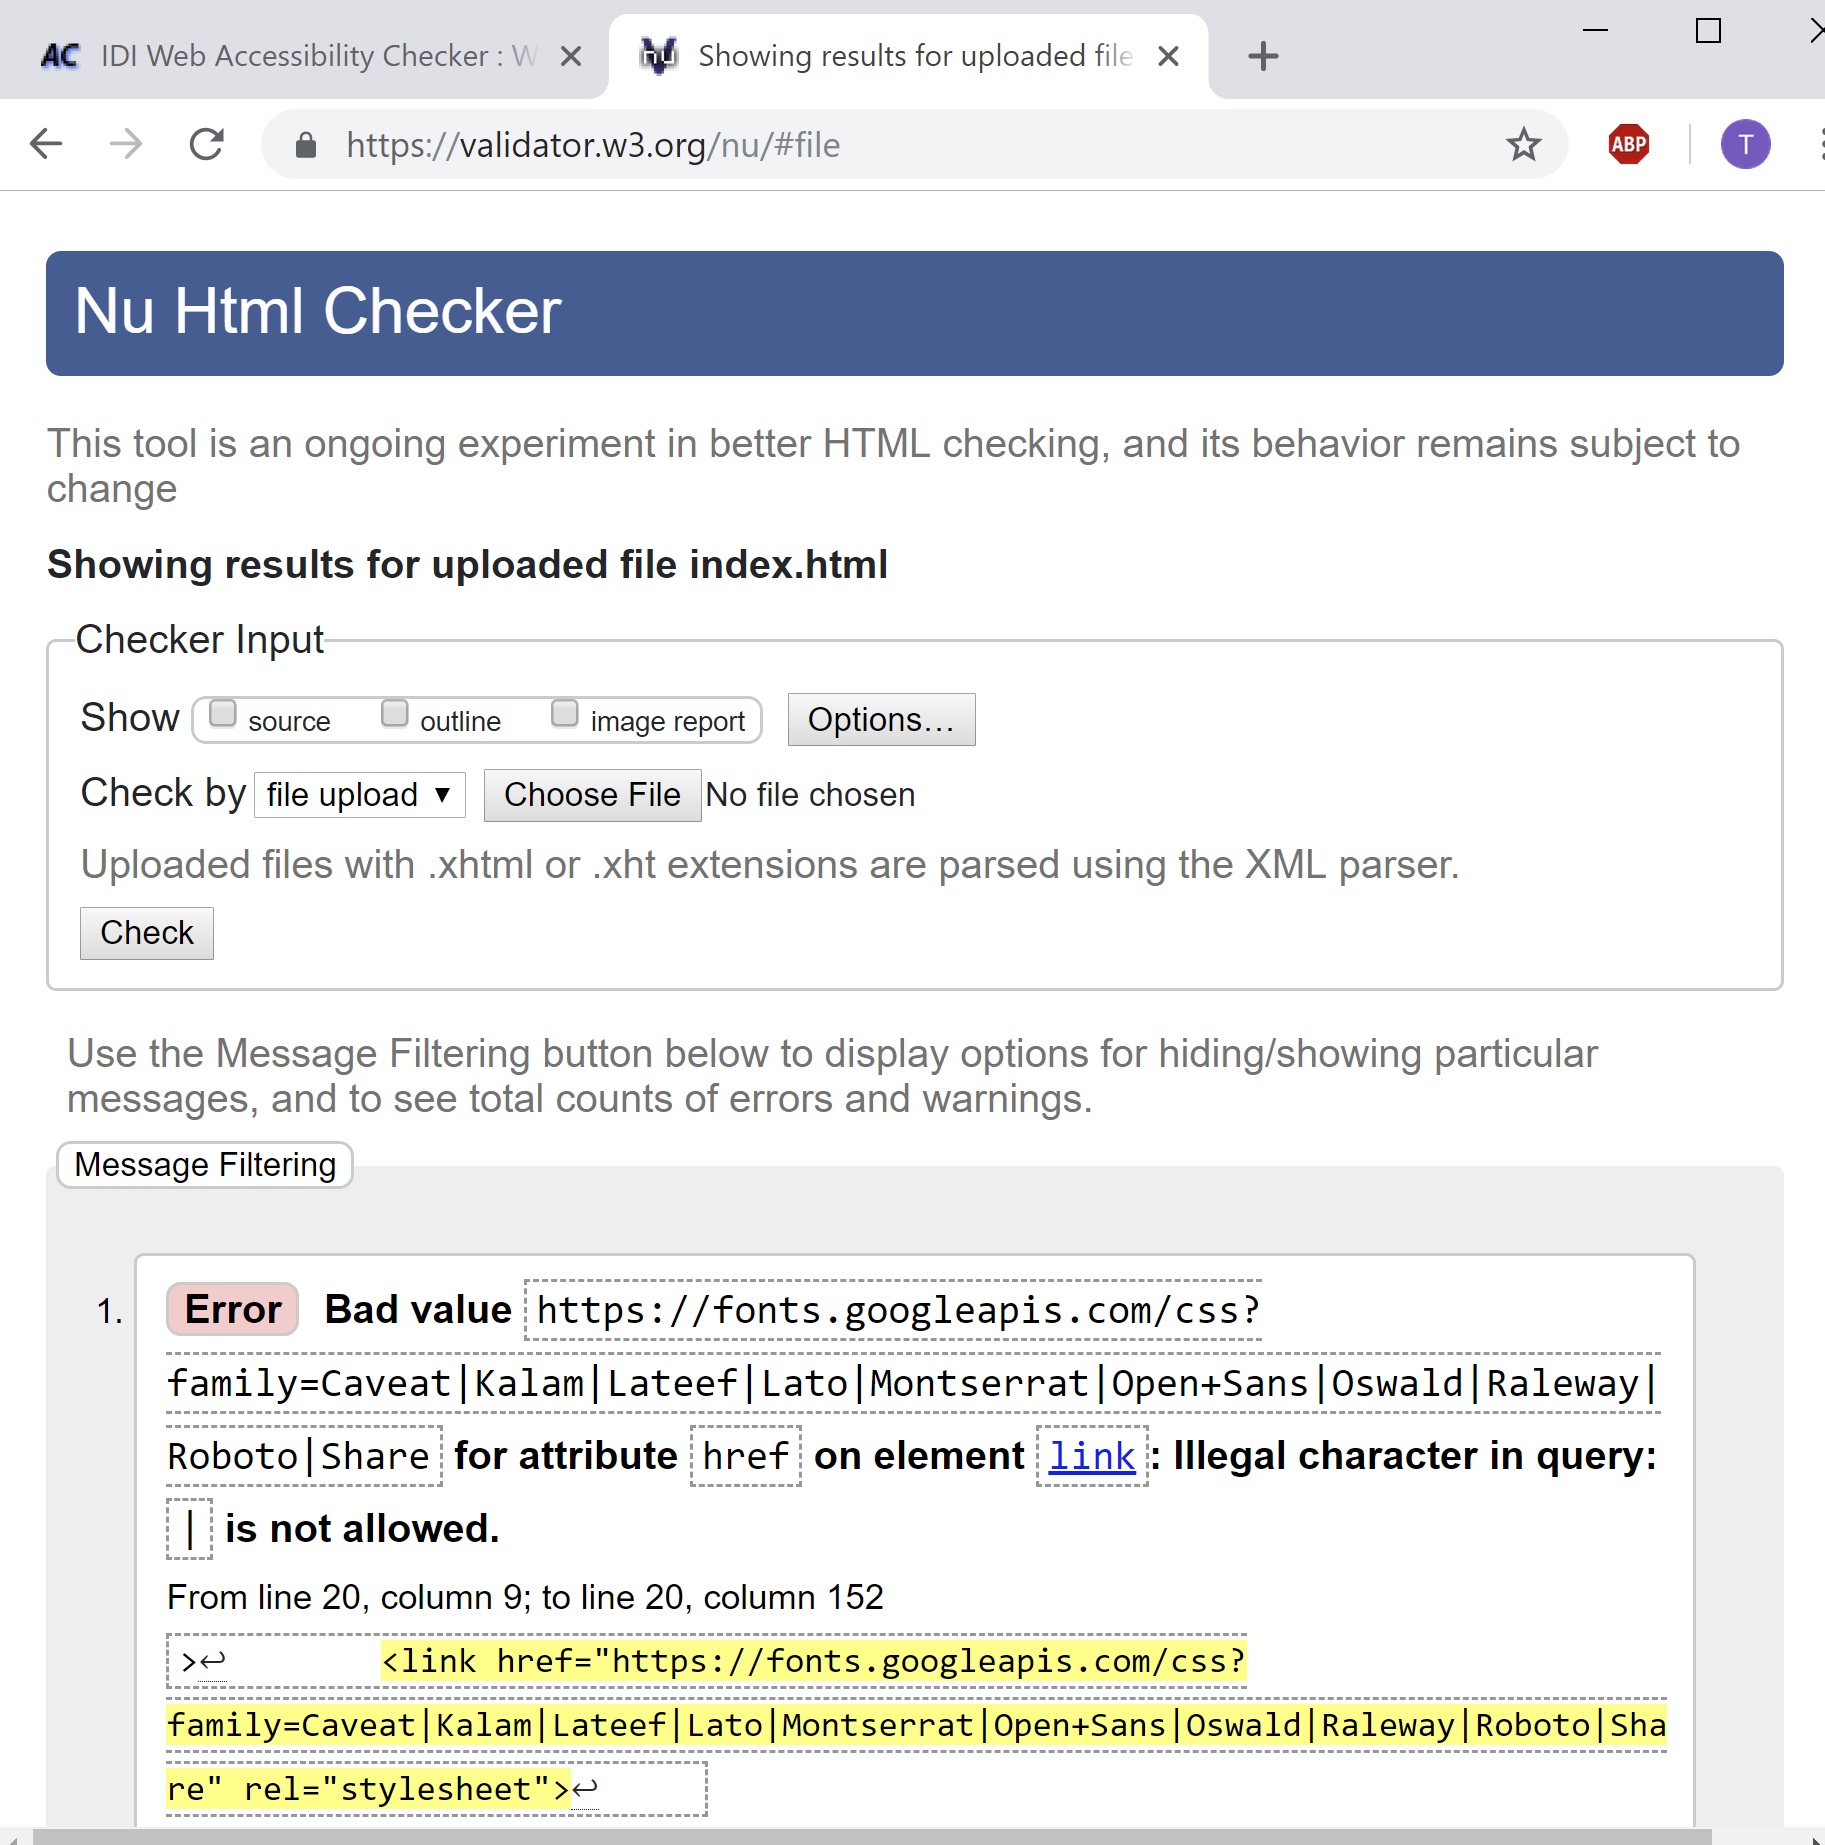 AC IDI Web Accessibility Checker : W
nu Showing results for uploaded file
https://validator.w3.org/nu/#file
ABP
T
Nu Html Checker
This tool is an ongoing experiment in better HTML checking, and its behavior remains subject to
change
Showing results for uploaded file index.html
Checker Input
Show source outline image report Options…
Check by file upload ▼ Choose File No file chosen
Uploaded files with .xhtml or .xht extensions are parsed using the XML parser.
Check
Use the Message Filtering button below to display options for hiding/showing particular
messages, and to see total counts of errors and warnings.
Message Filtering
1. Error Bad value https://fonts.googleapis.com/css?
family=Caveat|Kalam|Lateef|Lato|Montserrat|Open+Sans|Oswald|Raleway|
Roboto|Share for attribute href on element link: Illegal character in query:
| is not allowed.
From line 20, column 9; to line 20, column 152
>↩ <link href="https://fonts.googleapis.com/css?
family=Caveat|Kalam|Lateef|Lato|Montserrat|Open+Sans|Oswald|Raleway|Roboto|Sha
re" rel="stylesheet">↩